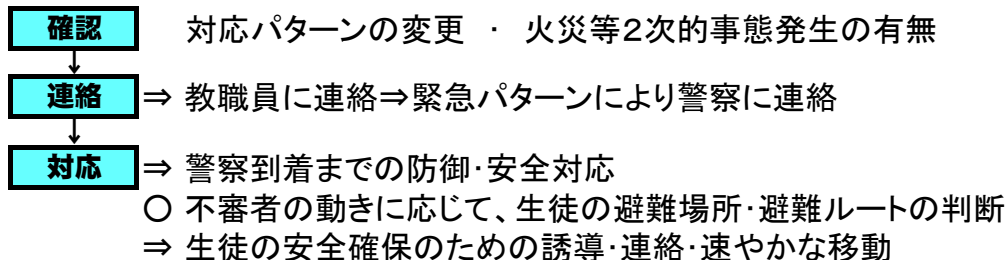 確認 対応パターンの変更 ・ 火災等2次的事態発生の有無
↓
連絡 ⇒ 教職員に連絡⇒緊急パターンにより警察に連絡
↓
対応 ⇒ 警察到着までの防御・安全対応
〇 不審者の動きに応じて、生徒の避難場所・避難ルートの判断
⇒ 生徒の安全確保のための誘導・連絡・速やかな移動